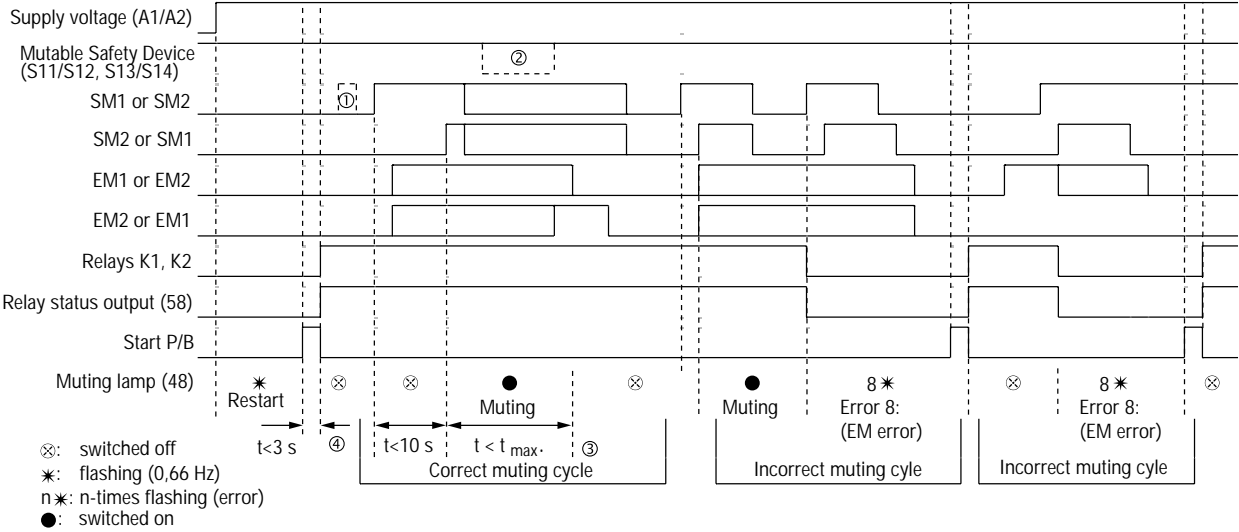 Supply voltage (A1/A2)
Mutable Safety Device
(S11/S12, S13/S14)
②
SM1 or SM2
①
SM2 or SM1
EM1 or EM2
EM2 or EM1
Relays K1, K2
Relay status output (58)
Start P/B
Muting lamp (48)
Restart
Muting
Muting
8
Error 8:
(EM error)
8
Error 8:
(EM error)
t<3 s
④
t<10 s
t < t max.
③
Correct muting cycle
Incorrect muting cyle
Incorrect muting cyle
⊗: switched off
✷: flashing (0,66 Hz)
n✷: n-times flashing (error)
●: switched on